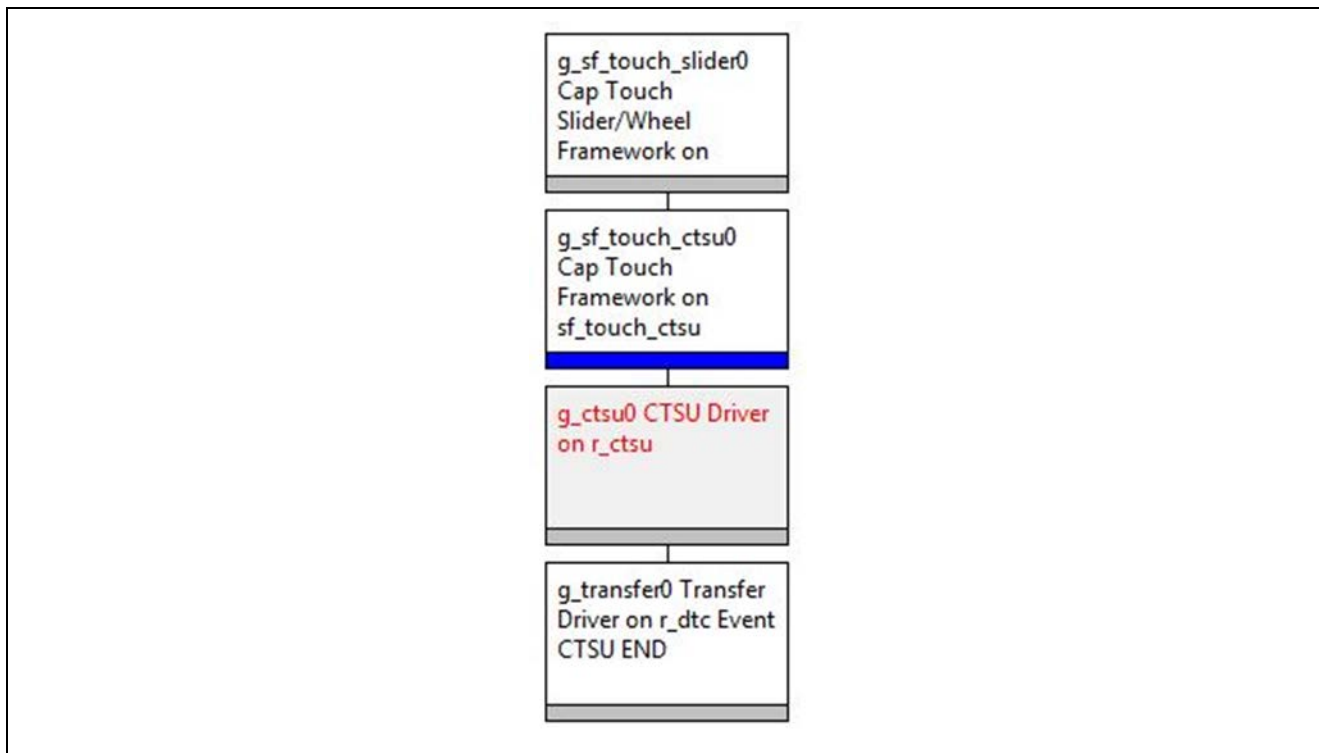 g_sf_touch_slider0
Cap Touch
Slider/Wheel
Framework on
g_sf_touch_ctsu0
Cap Touch
Framework on
sf_touch_ctsu
g_ctsu0 CTSU Driver
on r_ctsu
g_transfer0 Transfer
Driver on r_dtc Event
CTSU END